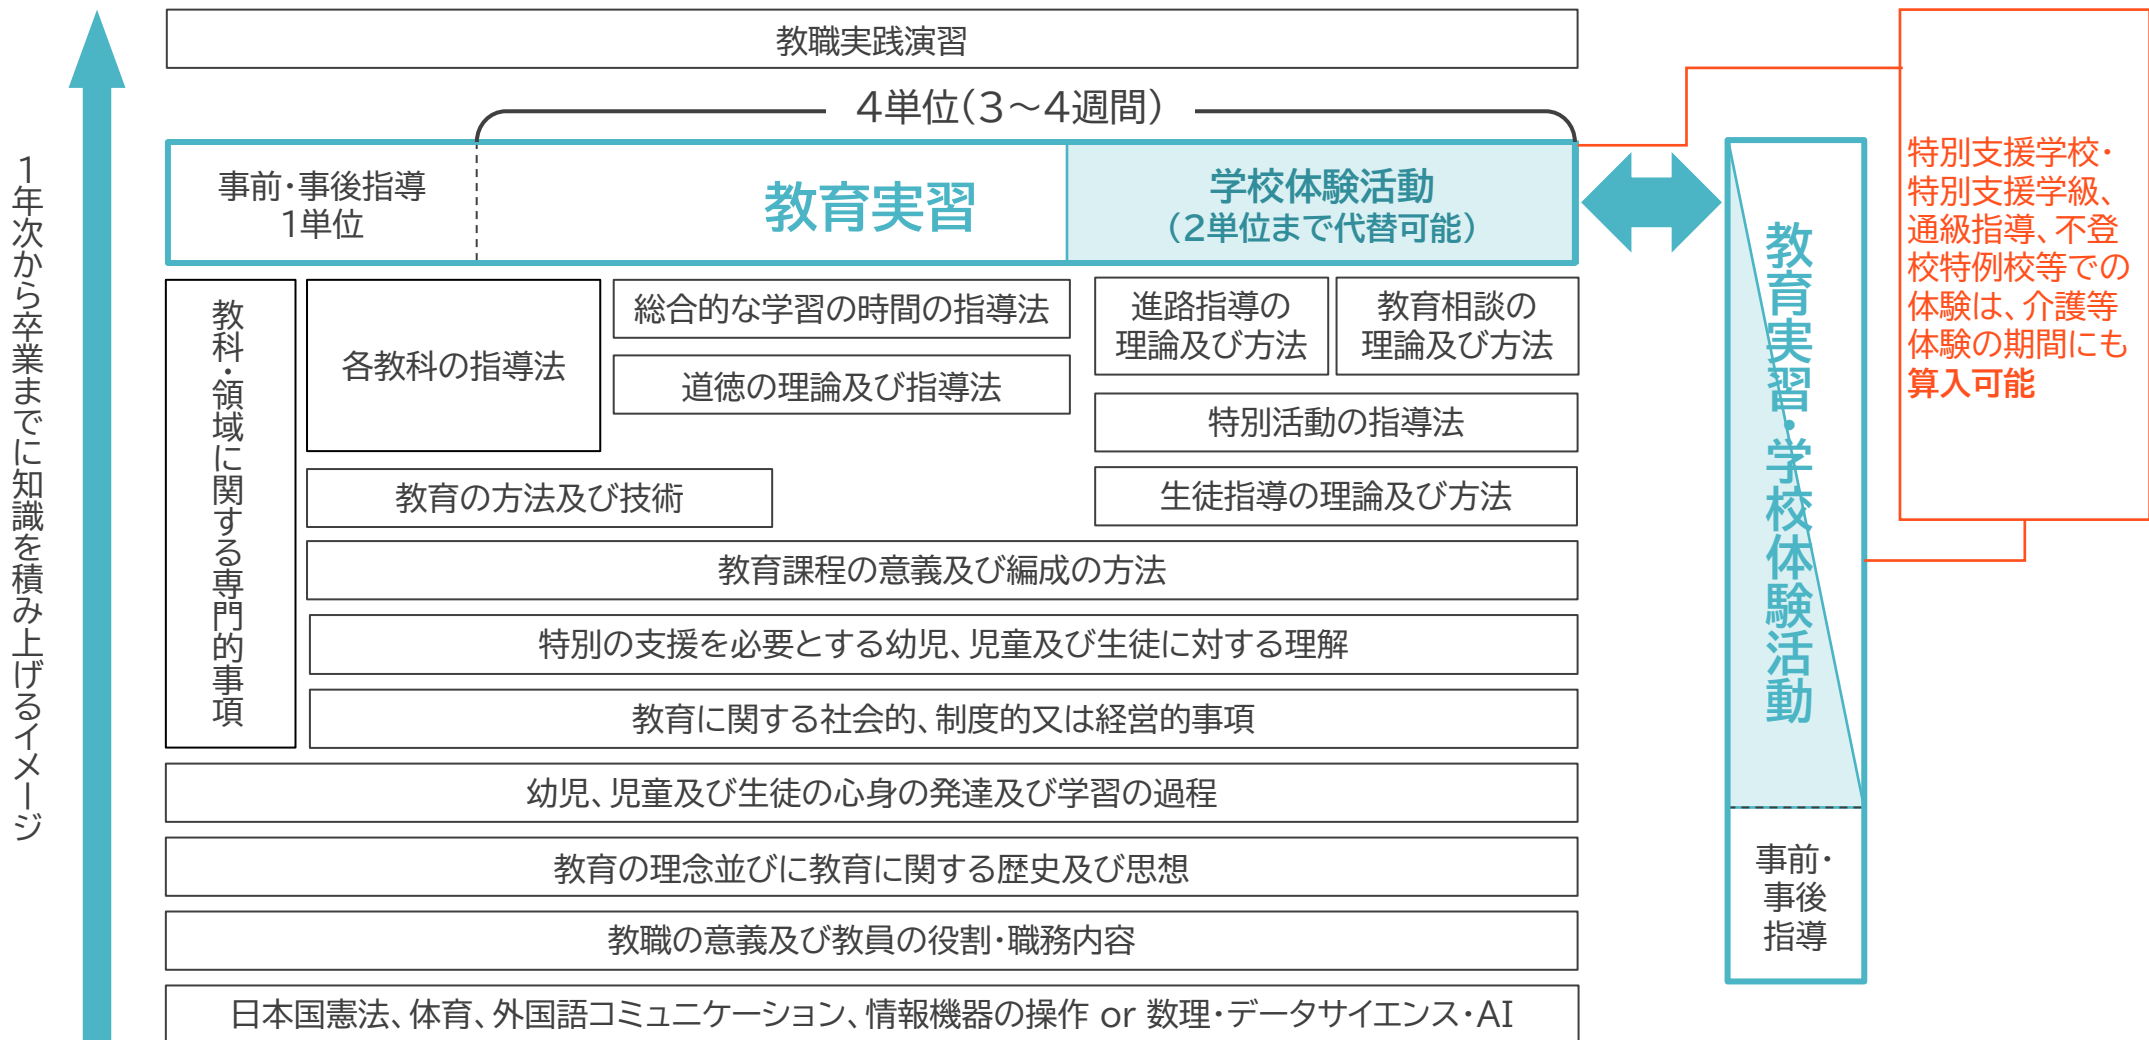 1年次から卒業までに知識を積み上げるイメージ
教職実践演習
4単位(3～4週間)
事前・事後指導
1単位
教育実習
学校体験活動
(2単位まで代替可能)
教科・領域に関する専門的事項
各教科の指導法
総合的な学習の時間の指導法
道徳の理論及び指導法
進路指導の
理論及び方法
教育相談の
理論及び方法
特別活動の指導法
教育の方法及び技術
生徒指導の理論及び方法
教育課程の意義及び編成の方法
特別の支援を必要とする幼児、児童及び生徒に対する理解
教育に関する社会的、制度的又は経営的事項
幼児、児童及び生徒の心身の発達及び学習の過程
教育の理念並びに教育に関する歴史及び思想
教職の意義及び教員の役割・職務内容
日本国憲法、体育、外国語コミュニケーション、情報機器の操作 or 数理・データサイエンス・AI
教育実習・学校体験活動
事前・
事後
指導
特別支援学校・
特別支援学級、
通級指導、不登
校特例校等での
体験は、介護等
体験の期間にも
算入可能